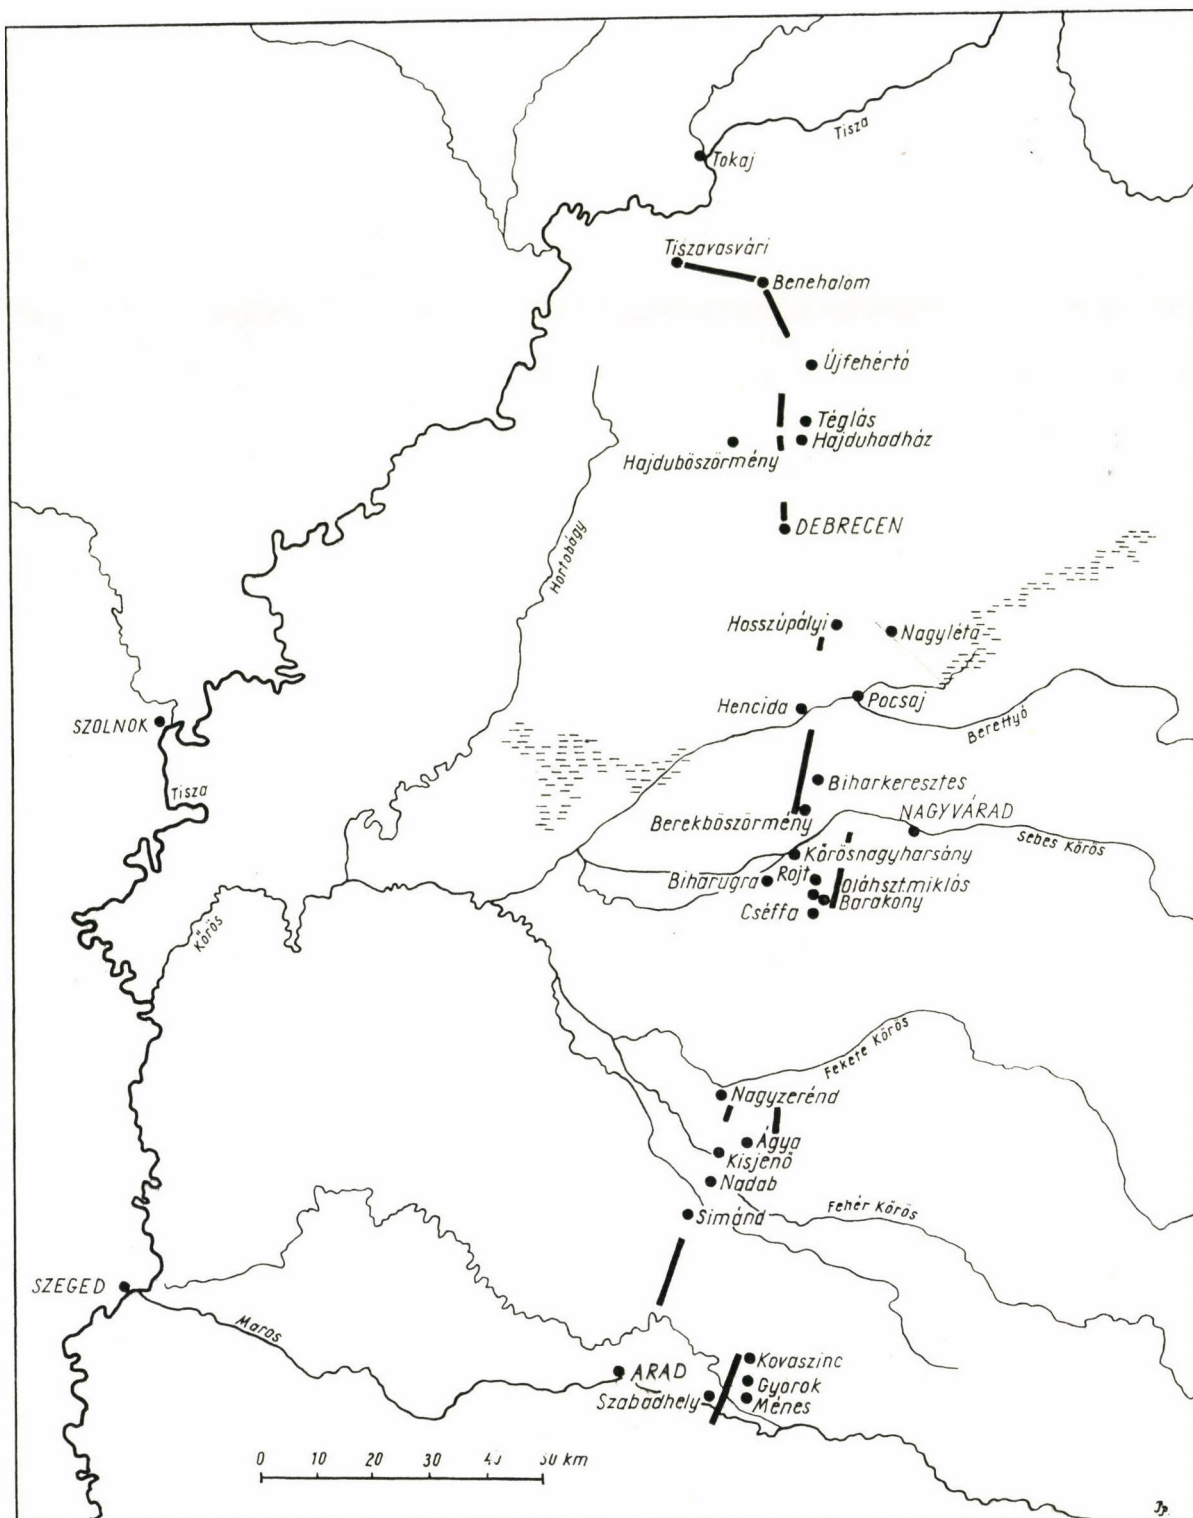 Tisza
Tokaj
Tiszavasvári
Benehalom
Újfehértó
Téglás
Hajduhadház
Hajduböszörmény
DEBRECEN
Hortobágy
Hosszúpályi
Nagyléta
Pocsaj
Hencida
Berettyó
SZOLNOK
Tisza
Biharkeresztes
Berekböszörmény
NAGYVÁRAD
Sebes Körös
Körösnagyharsány
Biharugra
Rojt
Oláhszt.miklós
Barakony
Cséffa
Körös
Fekete Körös
Nagyzerénd
Ágya
Kisjenő
Nadab
Simánd
Fehér Körös
SZEGED
Maros
Kovaszinc
ARAD
Gyorok
Szabadhely
Ménes
0 10 20 30 km